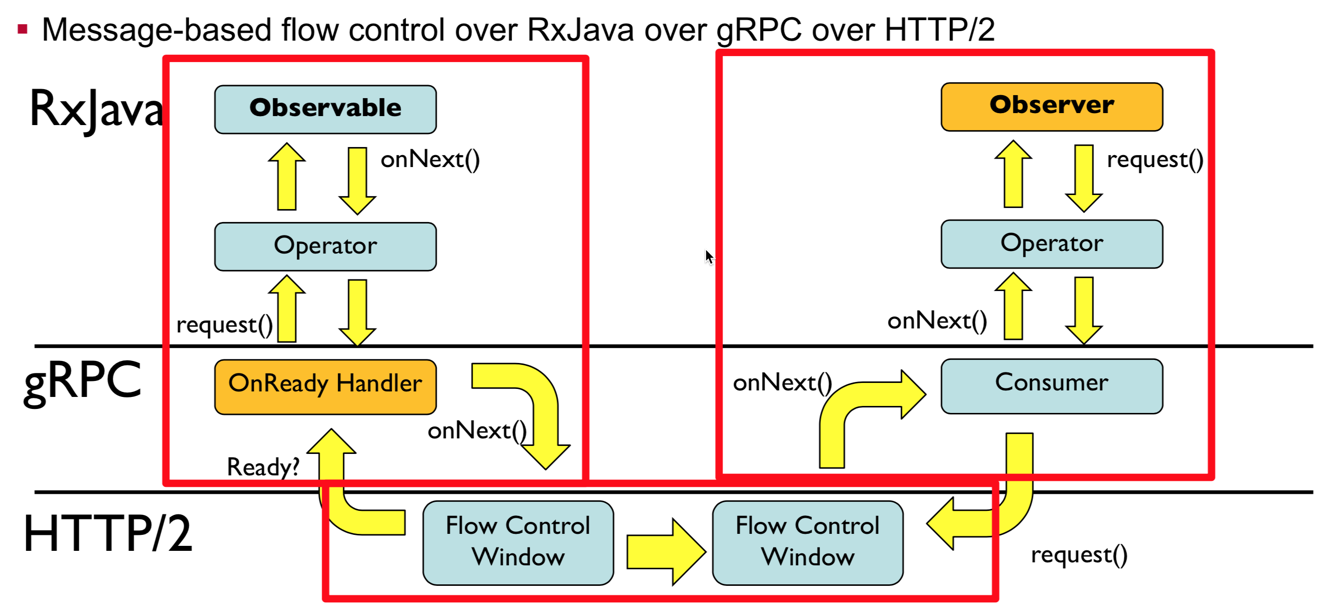 Message-based flow control over RxJava over gRPC over HTTP/2
RxJava
Observable
onNext()
Operator
request()
Observer
request()
Operator
onNext()
gRPC
OnReady Handler
onNext()
Ready?
onNext()
Consumer
HTTP/2
Flow Control
Window
Flow Control
Window
request()